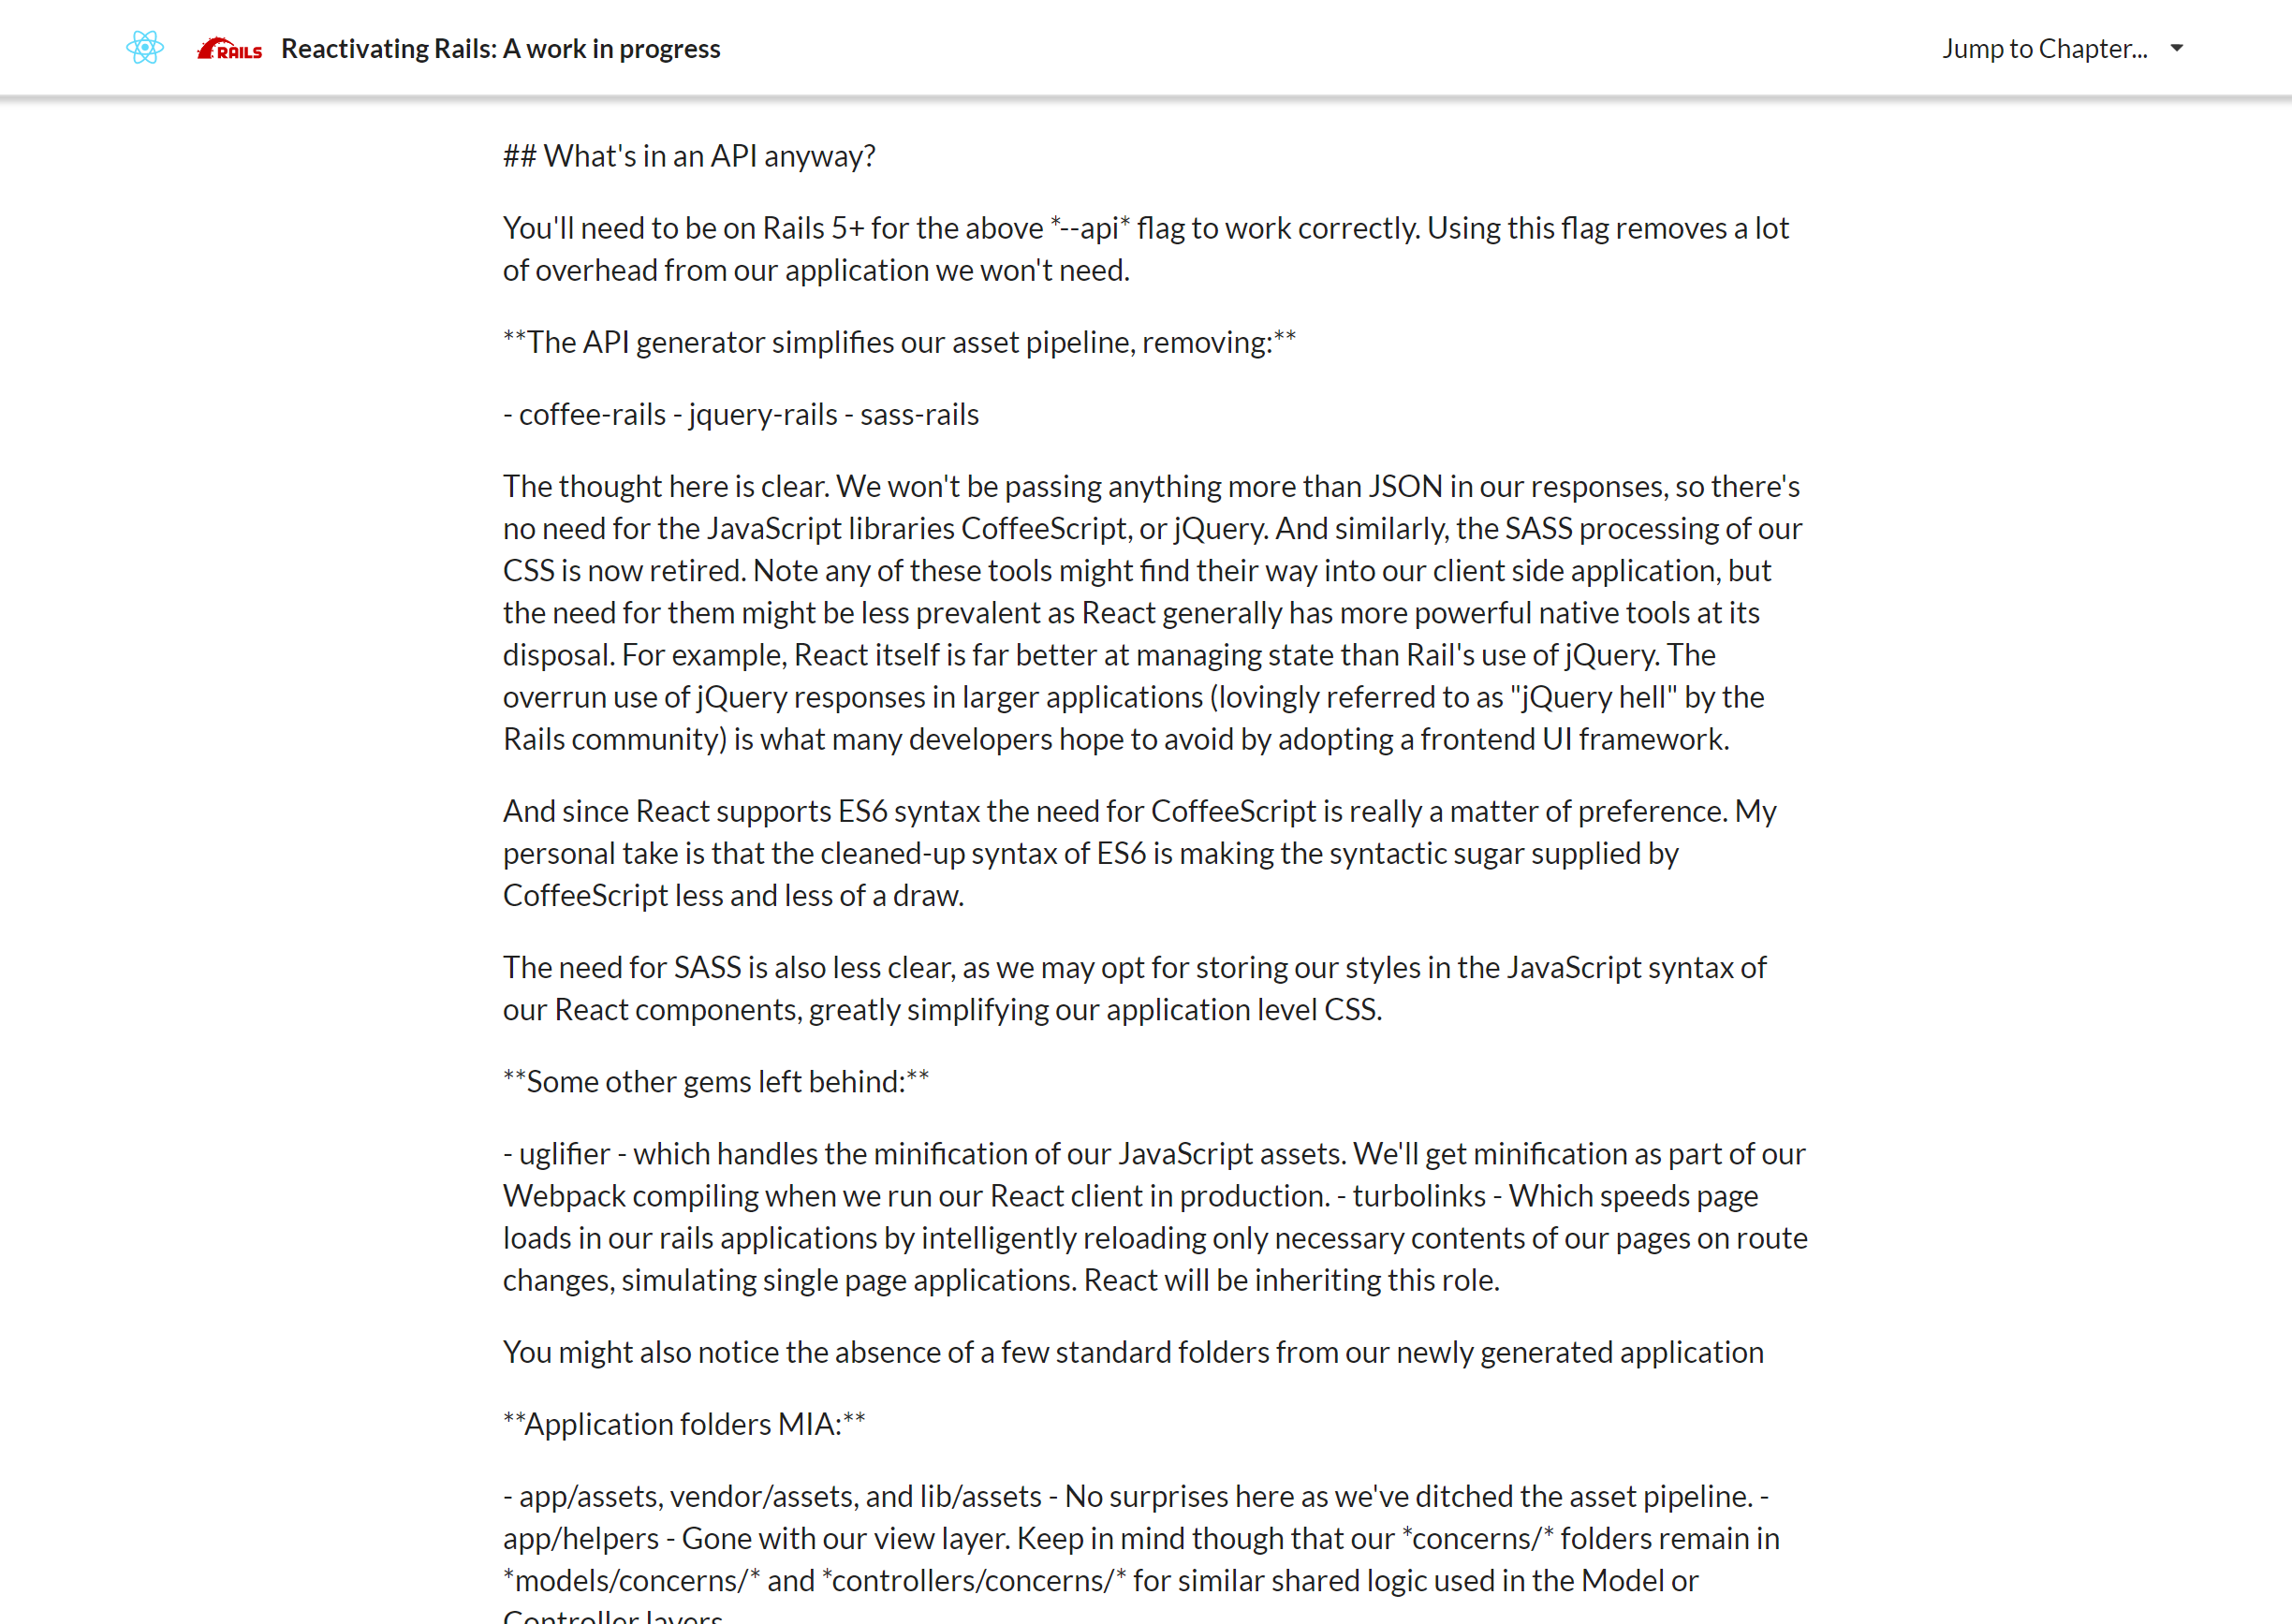 RAILS Reactivating Rails: A work in progress Jump to Chapter...
## What's in an API anyway?
You'll need to be on Rails 5+ for the above *--api* flag to work correctly. Using this flag removes a lot
of overhead from our application we won't need.
**The API generator simplifies our asset pipeline, removing:**
- coffee-rails - jquery-rails - sass-rails
The thought here is clear. We won't be passing anything more than JSON in our responses, so there's
no need for the JavaScript libraries CoffeeScript, or jQuery. And similarly, the SASS processing of our
CSS is now retired. Note any of these tools might find their way into our client side application, but
the need for them might be less prevalent as React generally has more powerful native tools at its
disposal. For example, React itself is far better at managing state than Rail's use of jQuery. The
overrun use of jQuery responses in larger applications (lovingly referred to as "jQuery hell" by the
Rails community) is what many developers hope to avoid by adopting a frontend UI framework.
And since React supports ES6 syntax the need for CoffeeScript is really a matter of preference. My
personal take is that the cleaned-up syntax of ES6 is making the syntactic sugar supplied by
CoffeeScript less and less of a draw.
The need for SASS is also less clear, as we may opt for storing our styles in the JavaScript syntax of
our React components, greatly simplifying our application level CSS.
**Some other gems left behind:**
- uglifier - which handles the minification of our JavaScript assets. We'll get minification as part of our
Webpack compiling when we run our React client in production. - turbolinks - Which speeds page
loads in our rails applications by intelligently reloading only necessary contents of our pages on route
changes, simulating single page applications. React will be inheriting this role.
You might also notice the absence of a few standard folders from our newly generated application
**Application folders MIA:**
- app/assets, vendor/assets, and lib/assets - No surprises here as we've ditched the asset pipeline. -
app/helpers - Gone with our view layer. Keep in mind though that our *concerns/* folders remain in
*models/concerns/* and *controllers/concerns/* for similar shared logic used in the Model or
Controller layers